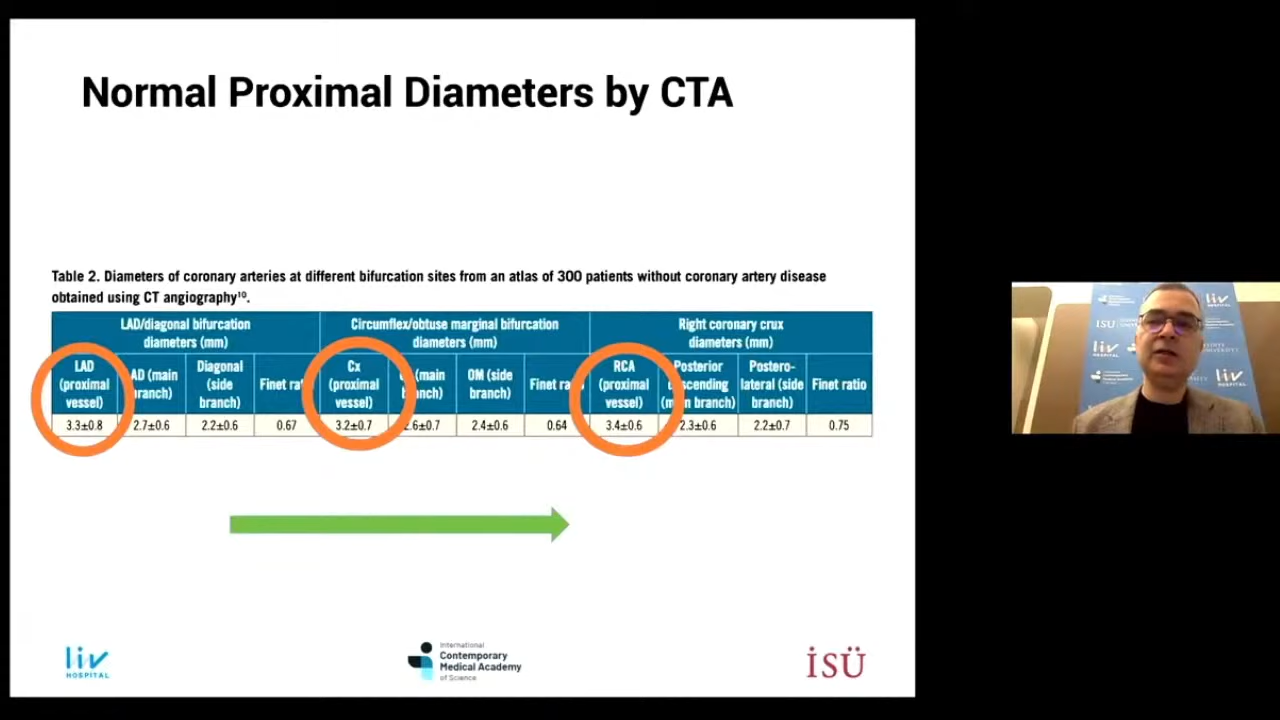 Normal Proximal Diameters by CTA
Table 2. Diameters of coronary arteries at different bifurcation sites from an atlas of 300 patients without coronary artery disease
obtained using CT angiography¹⁰.
LAD/diagonal bifurcation
diameters (mm)
Circumflex/obtuse marginal bifurcation
diameters (mm)
Right coronary crux
diameters (mm)
LAD
(proximal
vessel)
AD (main
branch)
Diagonal
(side
branch)
Finet
Cx
(proximal
vessel)
(main
branch)
OM (side
branch)
Finet
RCA
(proximal
vessel)
Posterior
descending
(main branch)
Postero-
lateral (side
branch)
Finet ratio
3.3±0.8 2.7±0.6 2.2±0.6 0.67 3.2±0.7 2.6±0.7 2.4±0.6 0.64 3.4±0.6 2.3±0.6 2.2±0.7 0.75
liv
HOSPITAL
International
Contemporary
Medical Academy
of Science
İSÜ
liv
HOSPITAL
İSÜ
liv
liv